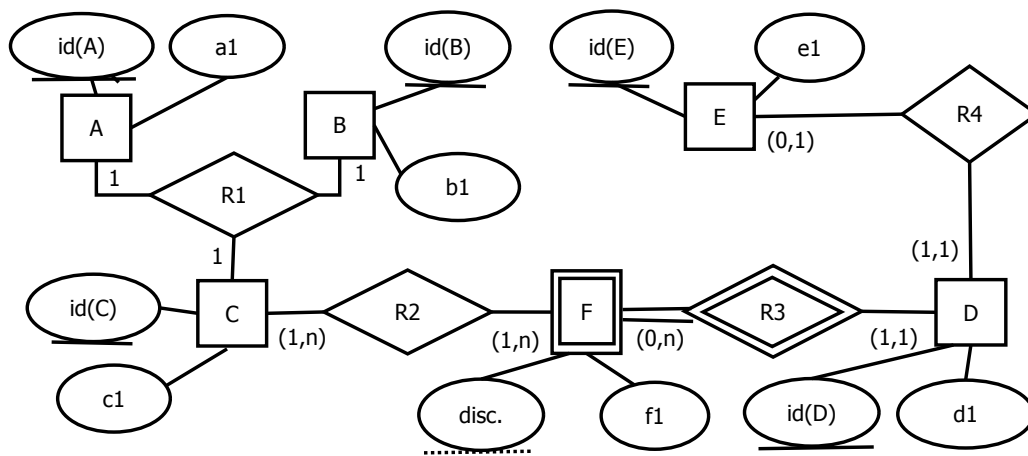 id(A)
a1
id(B)
id(E)
e1
A
B
E
R4
(0,1)
1
1
R1
b1
1
(1,1)
id(C)
C
R2
F
R3
D
(1,n)
(1,n)
(0,n)
(1,1)
c1
disc.
f1
id(D)
d1